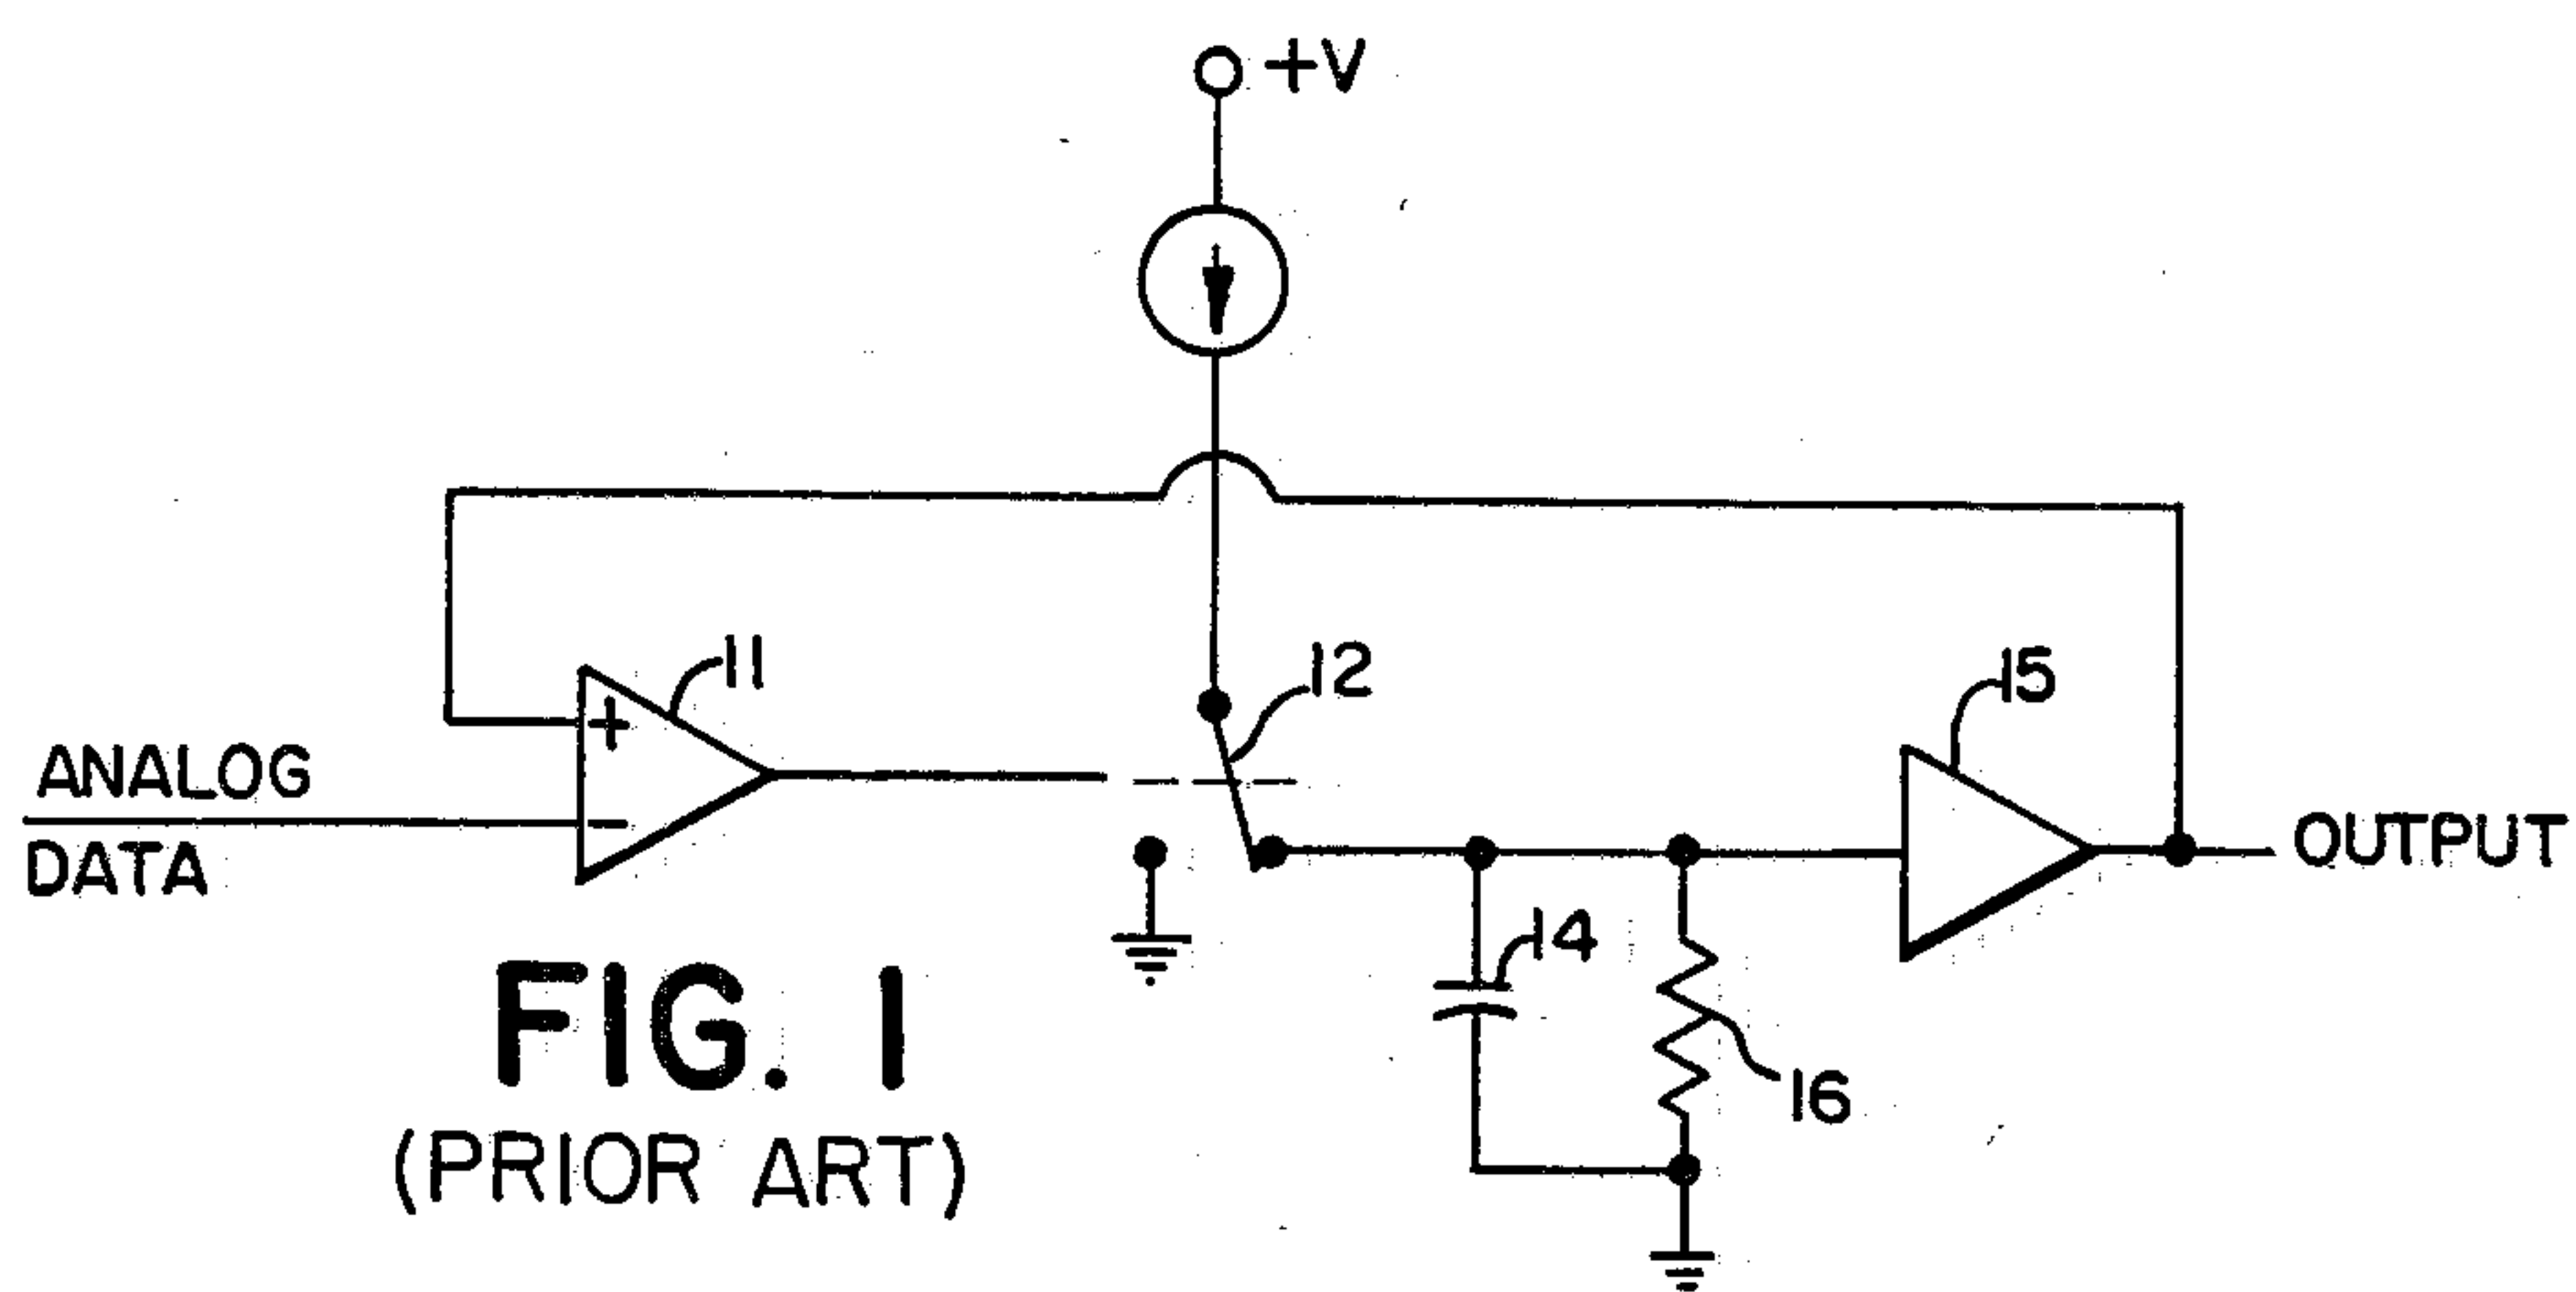 +V
11
12
15
+
ANALOG
-
DATA
OUTPUT
14
16
FIG. 1
(PRIOR ART)